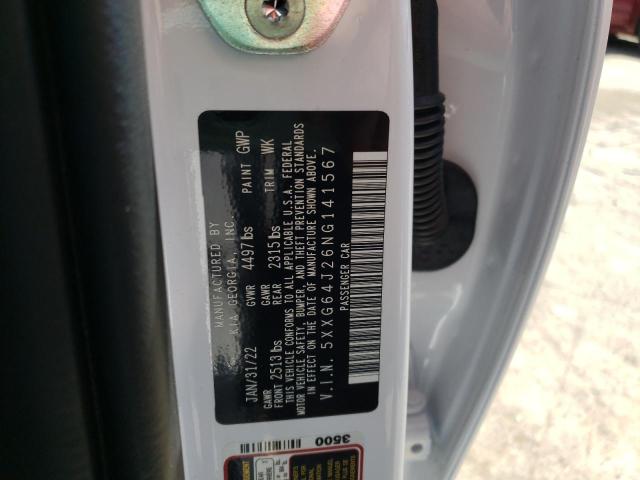 MANUFACTURED BY
KIA GEORGIA, INC.
JAN/31/22 GVWR 4497 lbs PAINT GWP
GAWR FRONT 2513 lbs GAWR REAR 2315 lbs TRIM WK
THIS VEHICLE CONFORMS TO ALL APPLICABLE U.S.A. FEDERAL
MOTOR VEHICLE SAFETY, BUMPER, AND THEFT PREVENTION STANDARDS
IN EFFECT ON THE DATE OF MANUFACTURE SHOWN ABOVE.
V.I.N. 5XXG64J26NG141567
PASSENGER CAR
3500